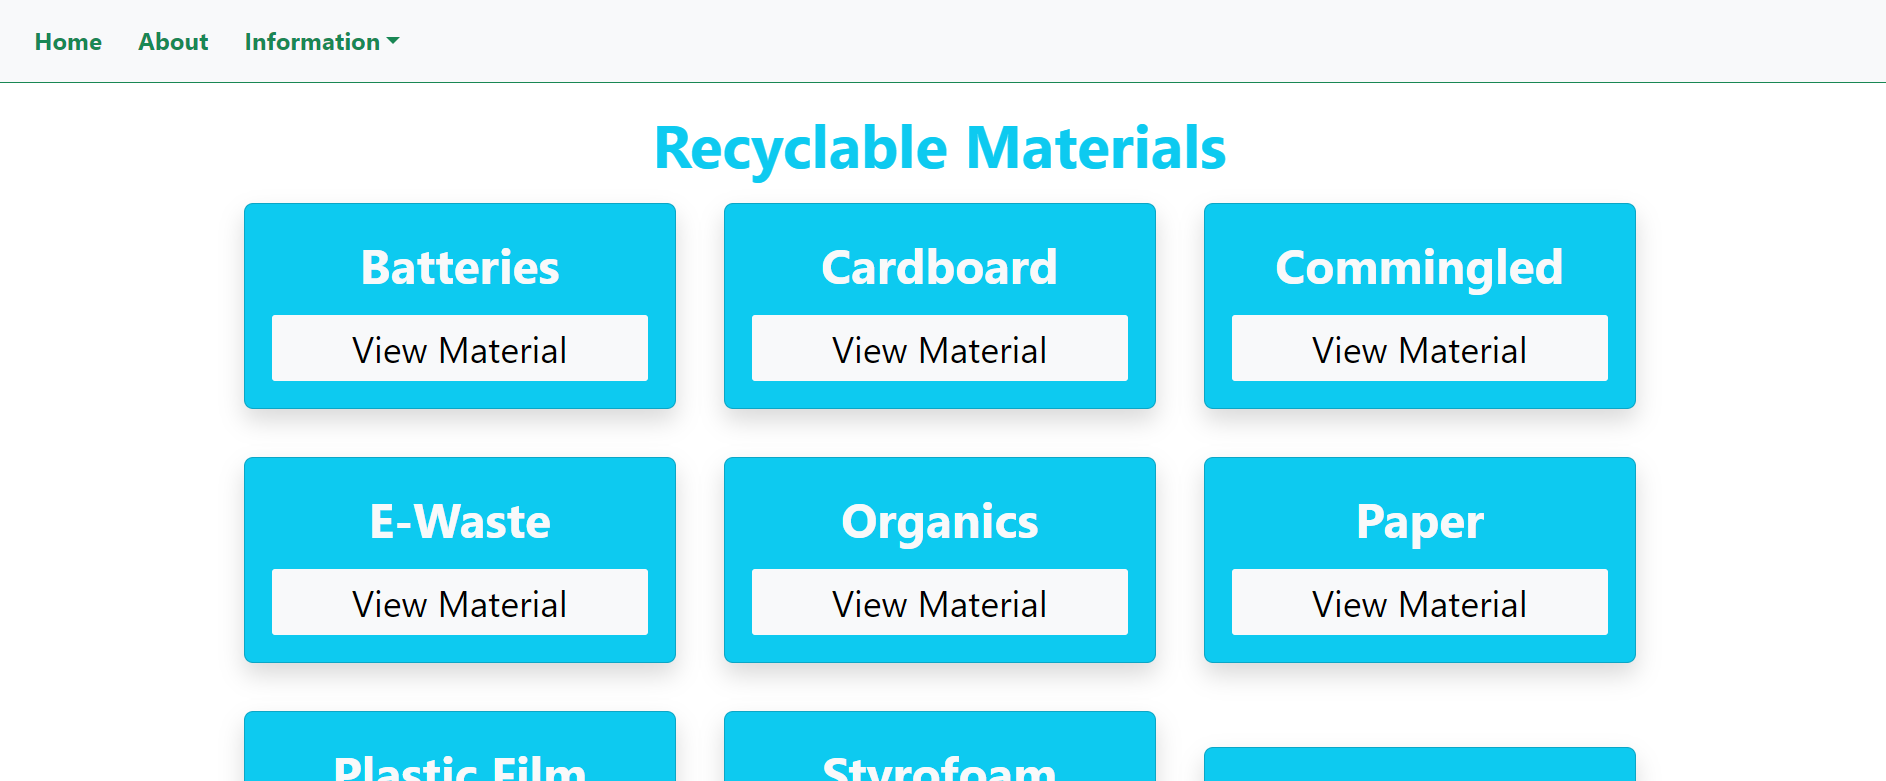 Home About Information
Recyclable Materials
Batteries Cardboard Commingled
View Material View Material View Material
E-Waste Organics Paper
View Material View Material View Material
Plastic Film Styrofoam